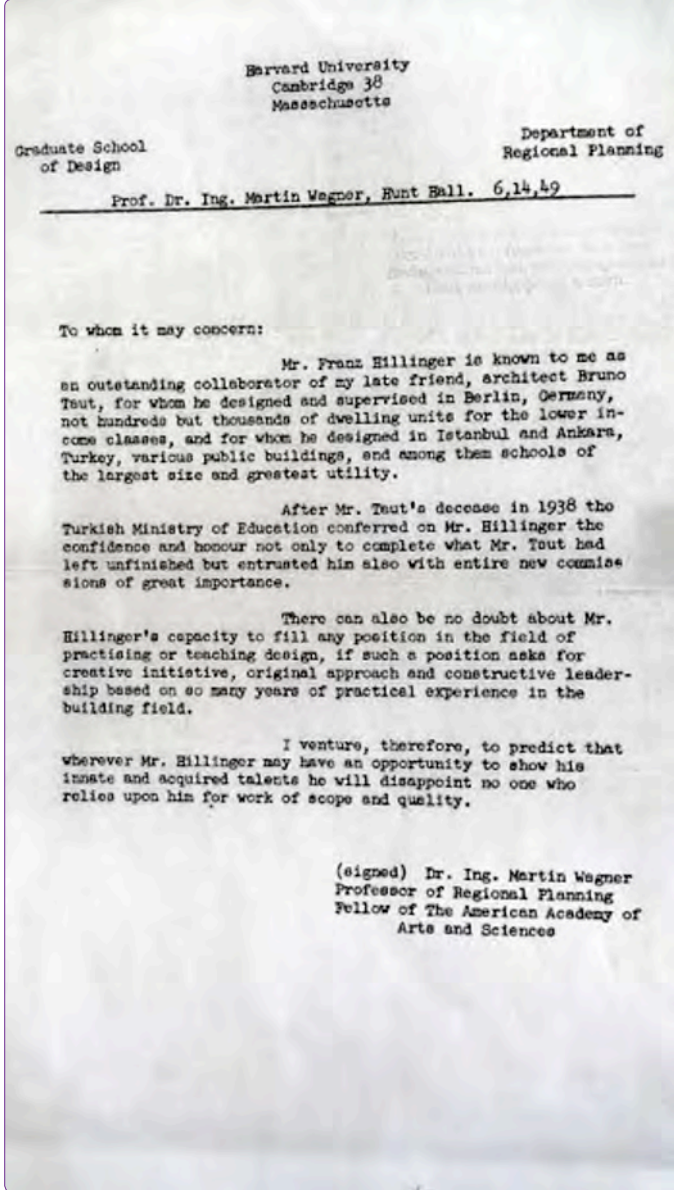 Harvard University
Cambridge 38
Massachusetts
Graduate School
of Design
Department of
Regional Planning
Prof. Dr. Ing. Martin Wagner, Hunt Hall. 6,14,49
To whom it may concern:
Mr. Franz Hillinger is known to me as
an outstanding collaborator of my late friend, architect Bruno
Taut, for whom he designed and supervised in Berlin, Germany,
not hundreds but thousands of dwelling units for the lower in-
come classes, and for whom he designed in Istanbul and Ankara,
Turkey, various public buildings, and among them schools of
the largest size and greatest utility.
After Mr. Taut's decease in 1938 the
Turkish Ministry of Education conferred on Mr. Hillinger the
confidence and honour not only to complete what Mr. Taut had
left unfinished but entrusted him also with entire new commis=
sions of great importance.
There can also be no doubt about Mr.
Hillinger's capacity to fill any position in the field of
practising or teaching design, if such a position asks for
creative initiative, original approach and constructive leader-
ship based on so many years of practical experience in the
building field.
I venture, therefore, to predict that
wherever Mr. Hillinger may have an opportunity to show his
innate and acquired talents he will disappoint no one who
relies upon him for work of scope and quality.
(signed) Dr. Ing. Martin Wagner
Professor of Regional Planning
Fellow of The American Academy of
Arts and Sciences